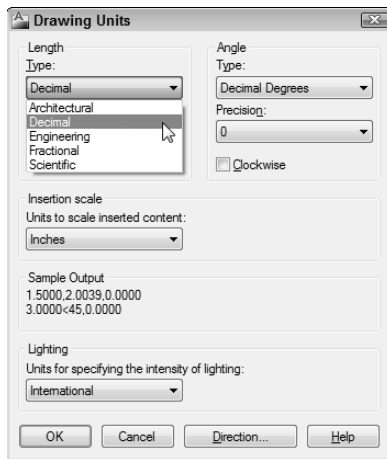 Drawing Units
Length
Type:
Decimal
Architectural
Decimal
Engineering
Fractional
Scientific
Angle
Type:
Decimal Degrees
Precision:
0
Clockwise
Insertion scale
Units to scale inserted content:
Inches
Sample Output
1.5000,2.0039,0.0000
3.0000<45,0.0000
Lighting
Units for specifying the intensity of lighting:
International
OK Cancel Direction... Help